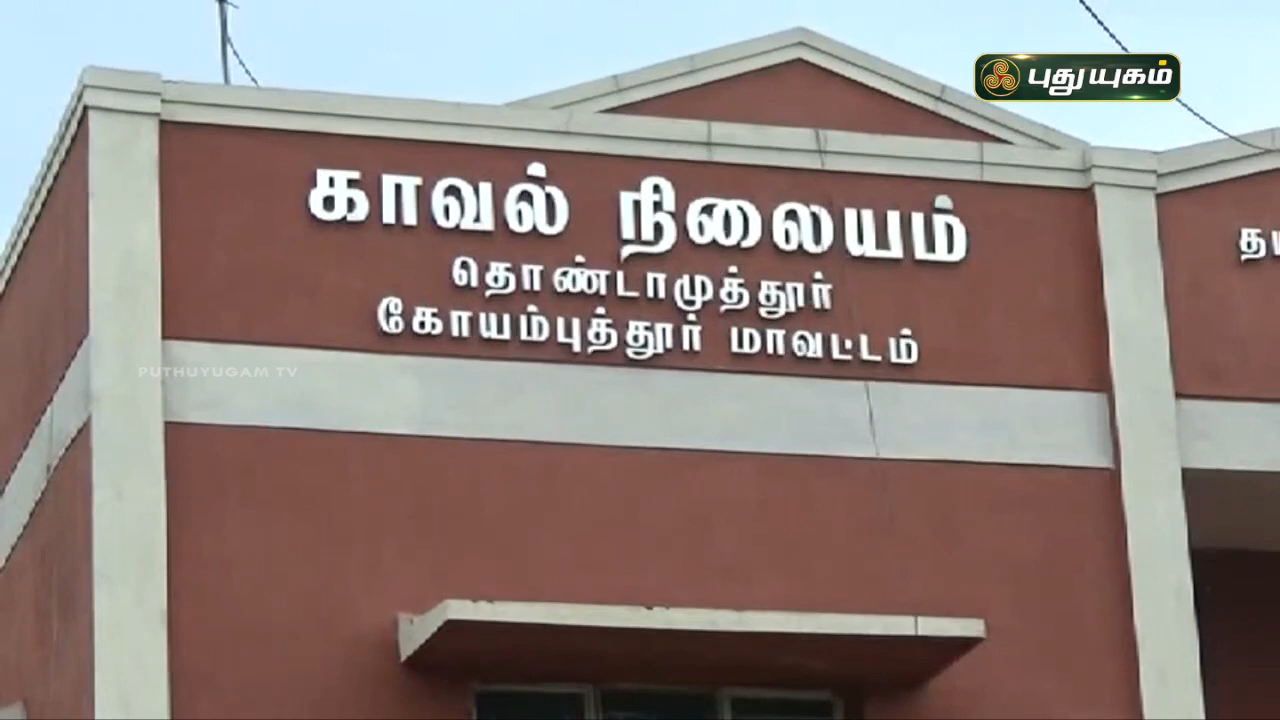 புதுயுகம்
காவல் நிலையம்
தொண்டாமுத்தூர்
கோயம்புத்தூர் மாவட்டம்
PUTHUYUGAM TV